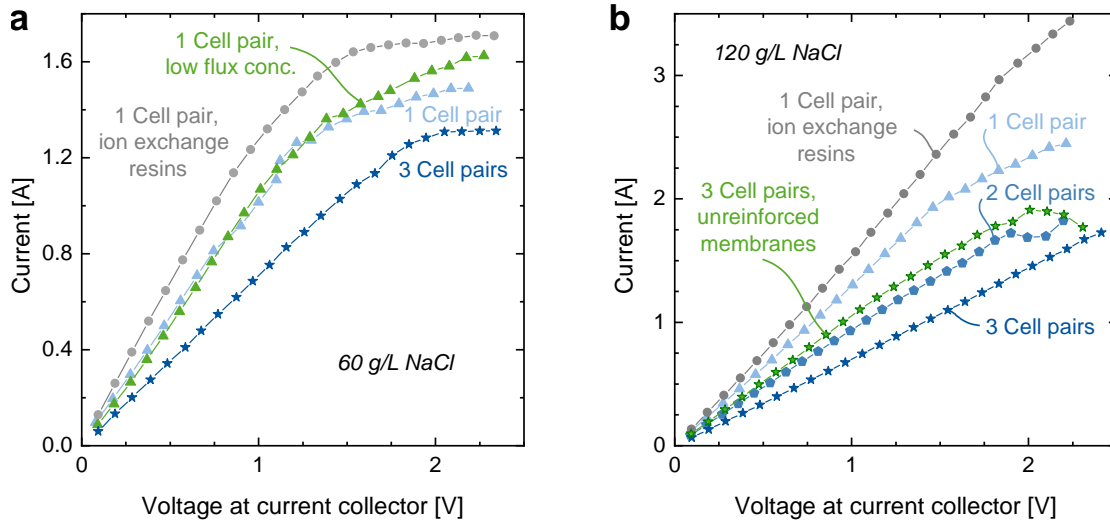 a
1 Cell pair,
low flux conc.
1 Cell pair,
ion exchange
resins
1 Cell pair
3 Cell pairs
60 g/L NaCl
Current [A]
0.0
0.4
0.8
1.2
1.6
0
1
2
Voltage at current collector [V]
b
120 g/L NaCl
1 Cell pair,
ion exchange
resins
1 Cell pair
3 Cell pairs,
unreinforced
membranes
2 Cell pairs
3 Cell pairs
Current [A]
0
1
2
3
0
1
2
Voltage at current collector [V]